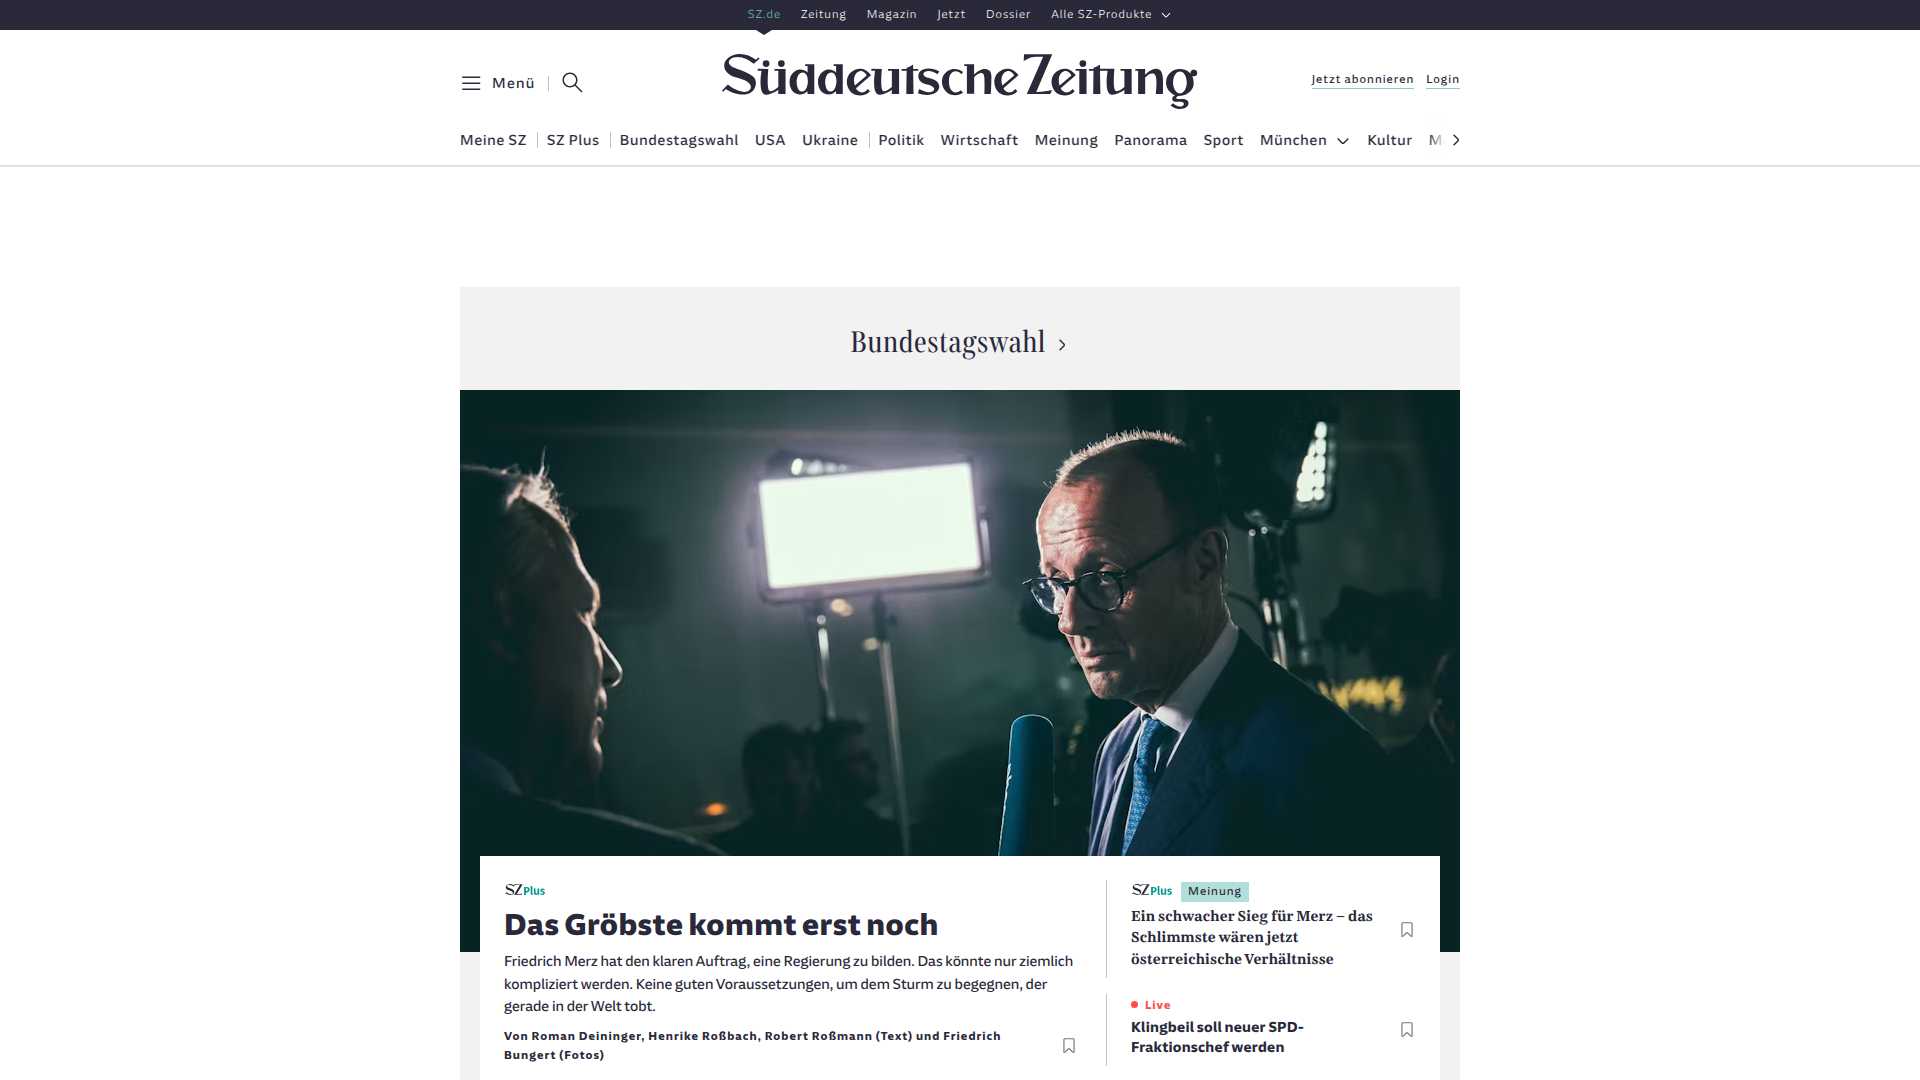 SZ.de Zeitung Magazin Jetzt Dossier Alle SZ-Produkte
Menü
Süddeutsche Zeitung
Jetzt abonnieren Login
Meine SZ SZ Plus Bundestagswahl USA Ukraine Politik Wirtschaft Meinung Panorama Sport München Kultur M
Bundestagswahl
SZ Plus
Das Gröbste kommt erst noch
Friedrich Merz hat den klaren Auftrag, eine Regierung zu bilden. Das könnte nur ziemlich
kompliziert werden. Keine guten Voraussetzungen, um dem Sturm zu begegnen, der
gerade in der Welt tobt.
Von Roman Deininger, Henrike Roßbach, Robert Roßmann (Text) und Friedrich
Bungert (Fotos)
SZ Plus Meinung
Ein schwacher Sieg für Merz – das
Schlimmste wären jetzt
österreichische Verhältnisse
Live
Klingbeil soll neuer SPD-
Fraktionschef werden